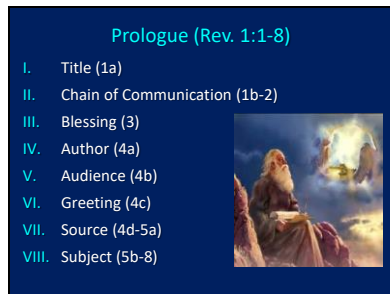 Prologue (Rev. 1:1-8)
I. Title (1a)
II. Chain of Communication (1b-2)
III. Blessing (3)
IV. Author (4a)
V. Audience (4b)
VI. Greeting (4c)
VII. Source (4d-5a)
VIII. Subject (5b-8)